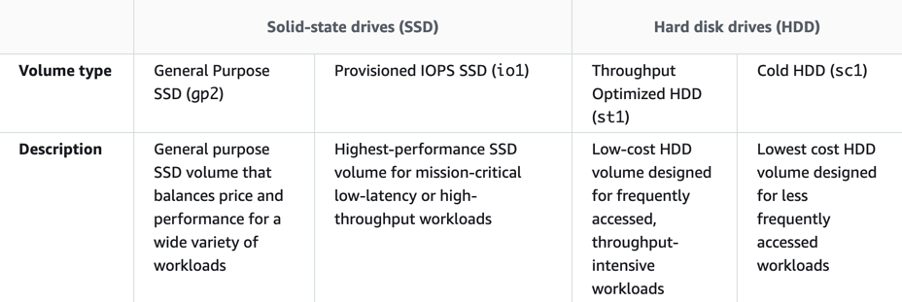 Solid-state drives (SSD)
Hard disk drives (HDD)
Volume type
General Purpose
SSD (gp2)
Provisioned IOPS SSD (io1)
Throughput
Optimized HDD
(st1)
Cold HDD (sc1)
Description
General purpose
SSD volume that
balances price and
performance for a
wide variety of
workloads
Highest-performance SSD
volume for mission-critical
low-latency or high-
throughput workloads
Low-cost HDD
volume designed
for frequently
accessed,
throughput-
intensive
workloads
Lowest cost HDD
volume designed
for less
frequently
accessed
workloads